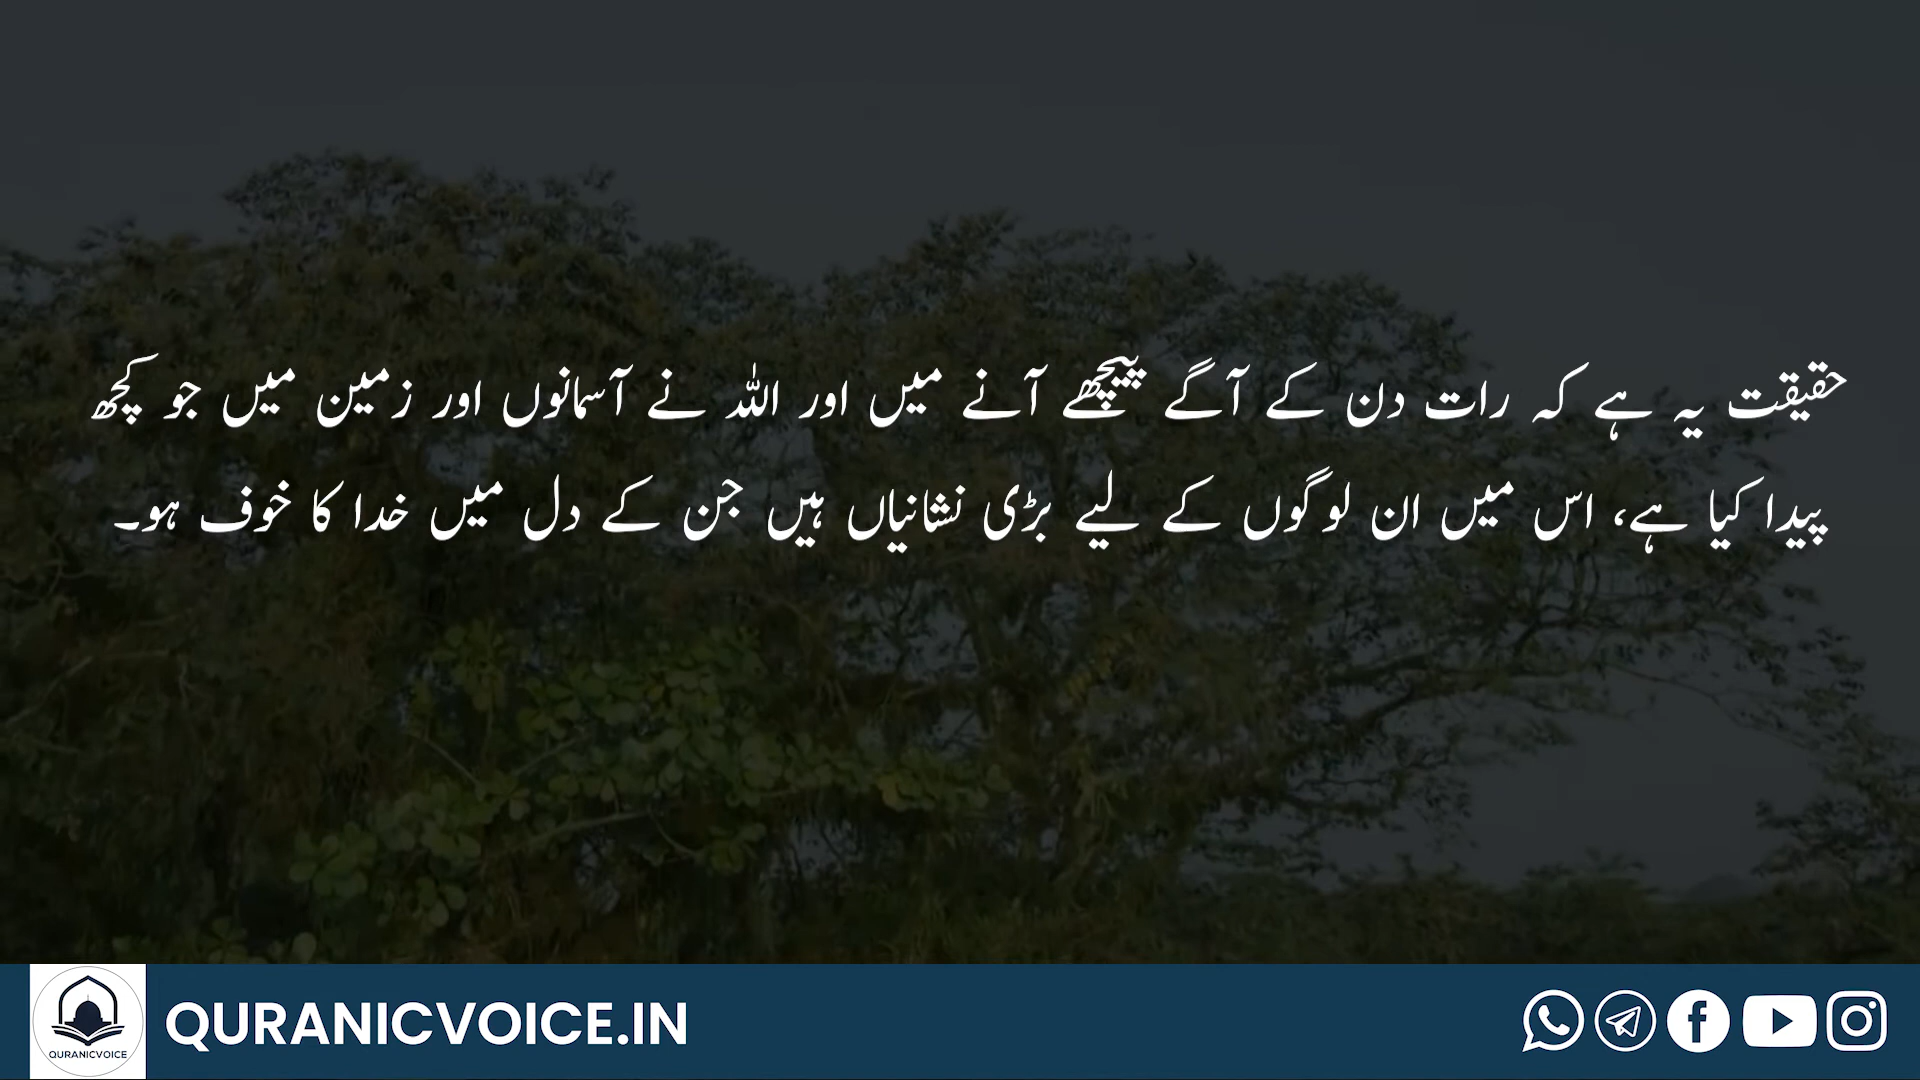 حقیقت یہ ہے کہ رات دن کے آگے پیچھے آنے میں اور اللہ نے آسمانوں اور زمین میں جو کچھ
پیدا کیا ہے، اس میں ان لوگوں کے لیے بڑی نشانیاں ہیں جن کے دل میں خدا کا خوف ہو۔
QURANICVOICE
QURANICVOICE.IN